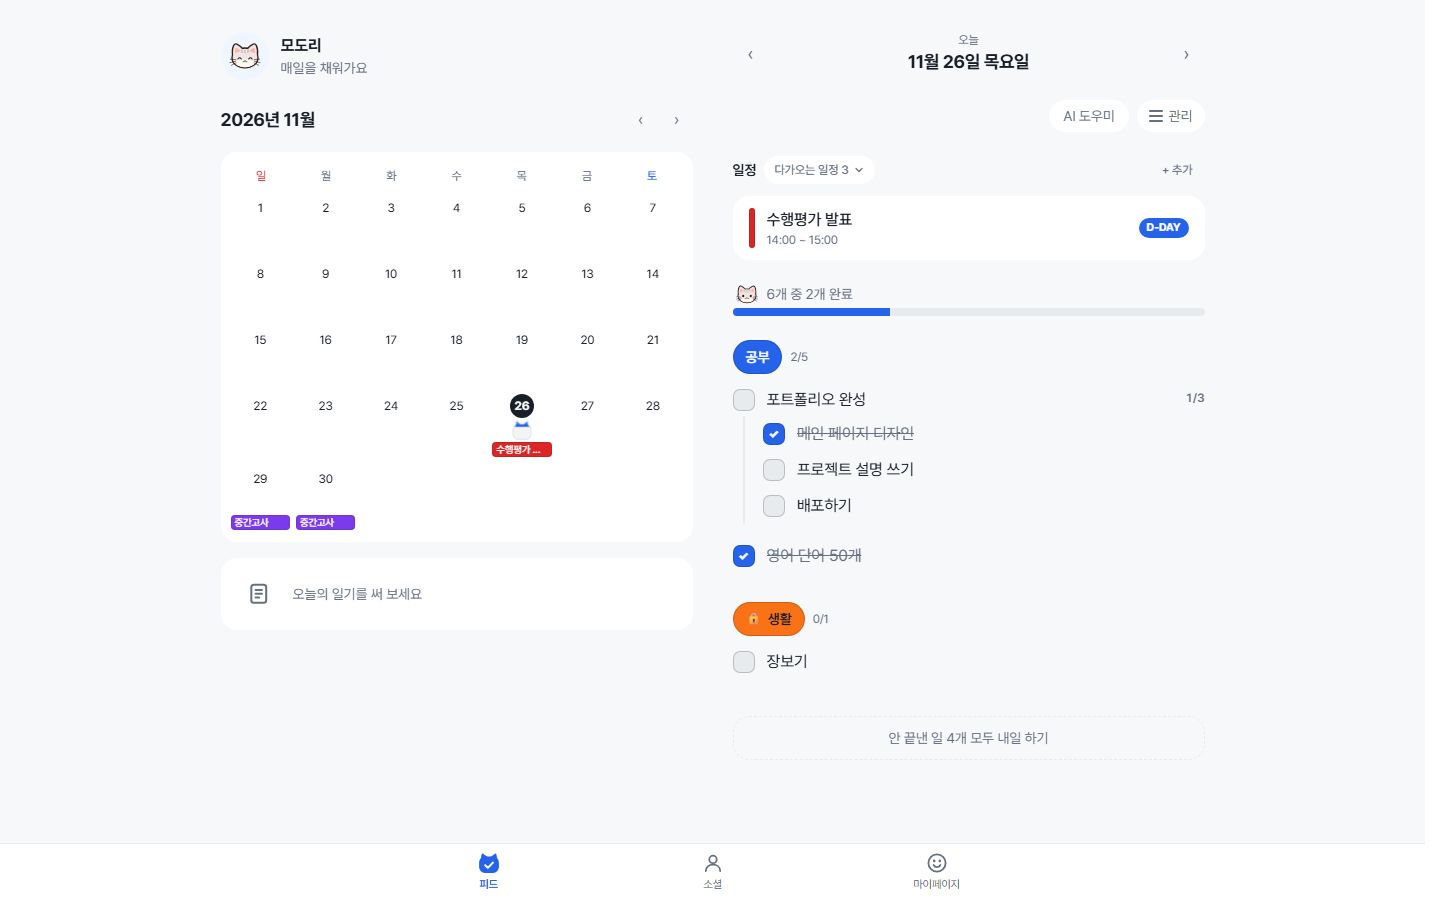 모도리
매일을 채워가요
2026년 11월
‹ ›
일 월 화 수 목 금 토
1 2 3 4 5 6 7
8 9 10 11 12 13 14
15 16 17 18 19 20 21
22 23 24 25 26 27 28
수행평가 ...
29 30
중간고사 중간고사
오늘의 일기를 써 보세요
오늘
‹ 11월 26일 목요일 ›
AI 도우미 관리
일정 다가오는 일정 3 + 추가
수행평가 발표
14:00 – 15:00
D-DAY
6개 중 2개 완료
공부 2/5
포트폴리오 완성 1/3
메인 페이지 디자인
프로젝트 설명 쓰기
배포하기
영어 단어 50개
생활 0/1
장보기
안 끝낸 일 4개 모두 내일 하기
피드 소셜 마이페이지